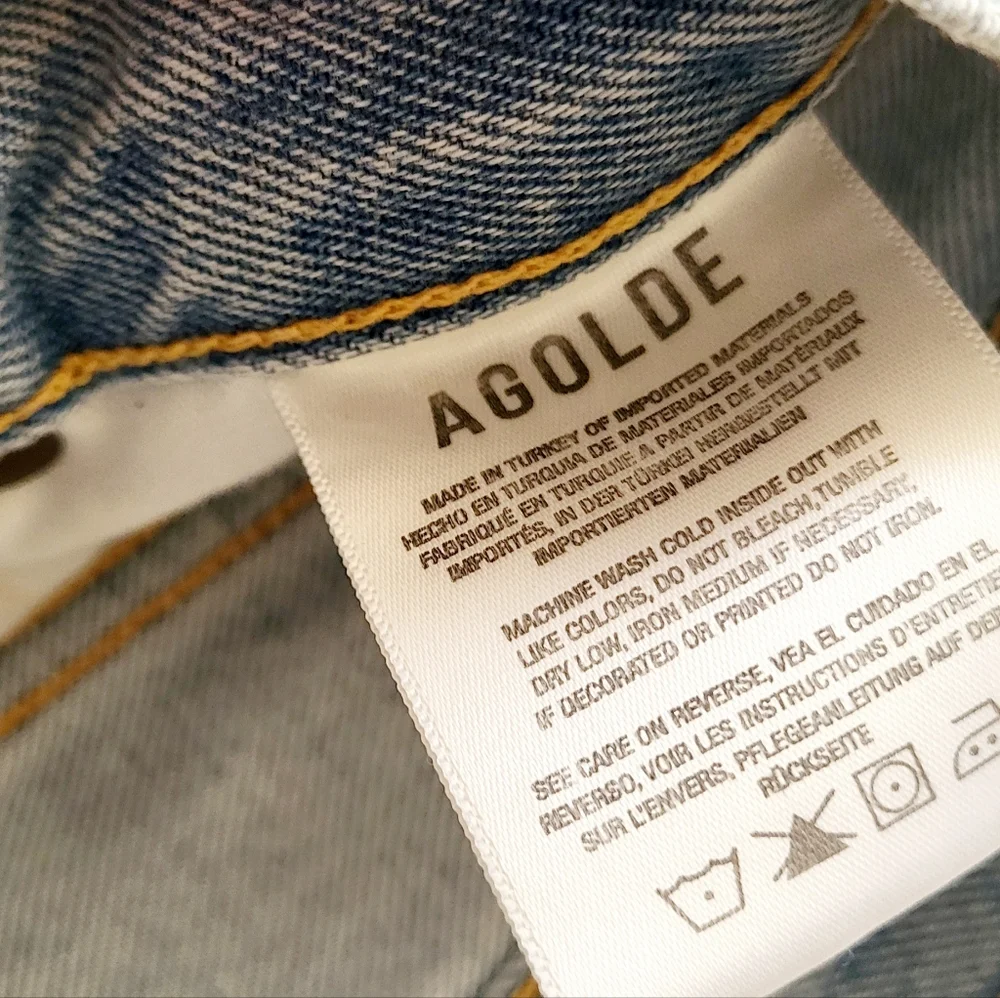 AGOLDE
MADE IN TURKEY OF IMPORTED MATERIALS
HECHO EN TURQUIA DE MATERIALES IMPORTADOS
FABRIQUÉ EN TURQUIE A PARTIR DE MATÉRIAUX
IMPORTÉS, IN DER TÜRKEI HERBESTELLT MIT
IMPORTIERTEN MATERIALIEN
MACHINE WASH COLD INSIDE OUT WITH
LIKE COLORS, DO NOT BLEACH, TUMBLE
DRY LOW, IRON MEDIUM IF NECESSARY,
IF DECORATED OR PRINTED DO NOT IRON.
SEE CARE ON REVERSE, VEA EL CUIDADO EN EL
REVERSO, VOIR LES INSTRUCTIONS D'ENTRETIE
SUR L'ENVERS, PFLEGEANLEITUNG AUF DER
RÜCKSEITE